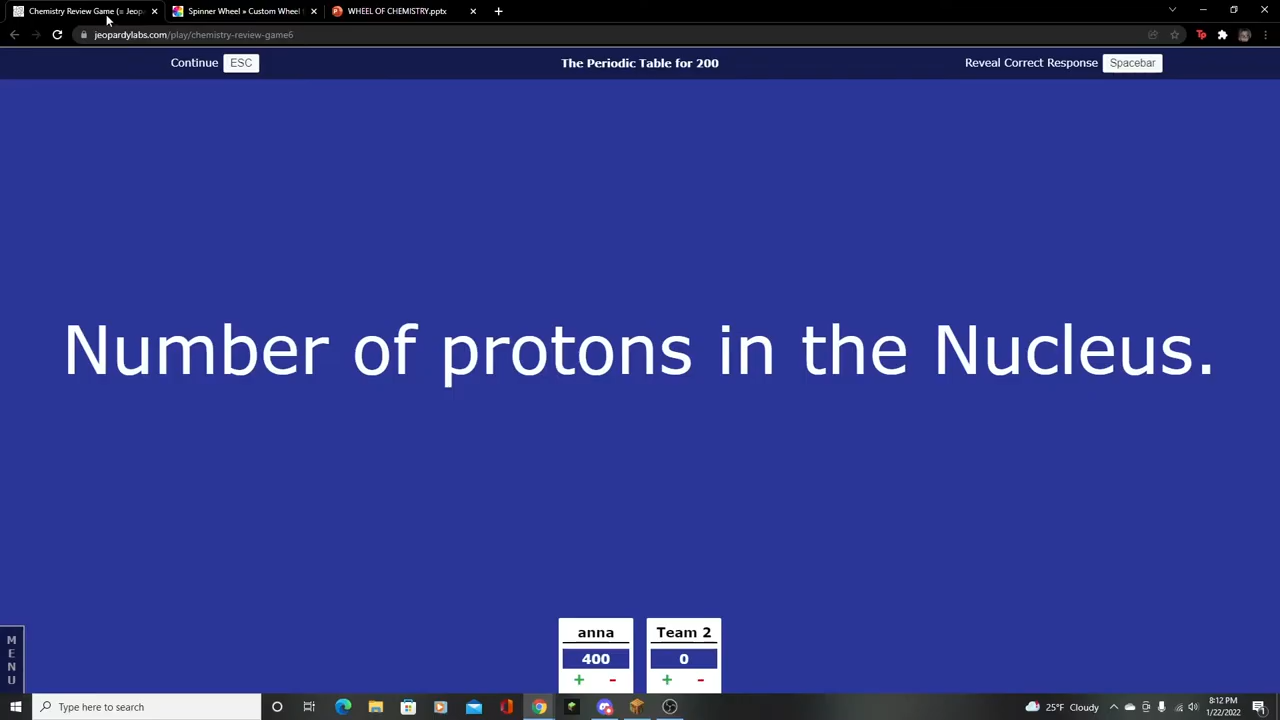 Chemistry Review Game (= Jeop
Spinner Wheel » Custom Wheel
WHEEL OF CHEMISTRY.pptx
jeopardylabs.com/play/chemistry-review-game6
Continue ESC
The Periodic Table for 200
Reveal Correct Response Spacebar
Number of protons in the Nucleus.
MENU
anna
400
+ -
Team 2
0
+ -
Type here to search
25°F Cloudy
8:12 PM
1/22/2022